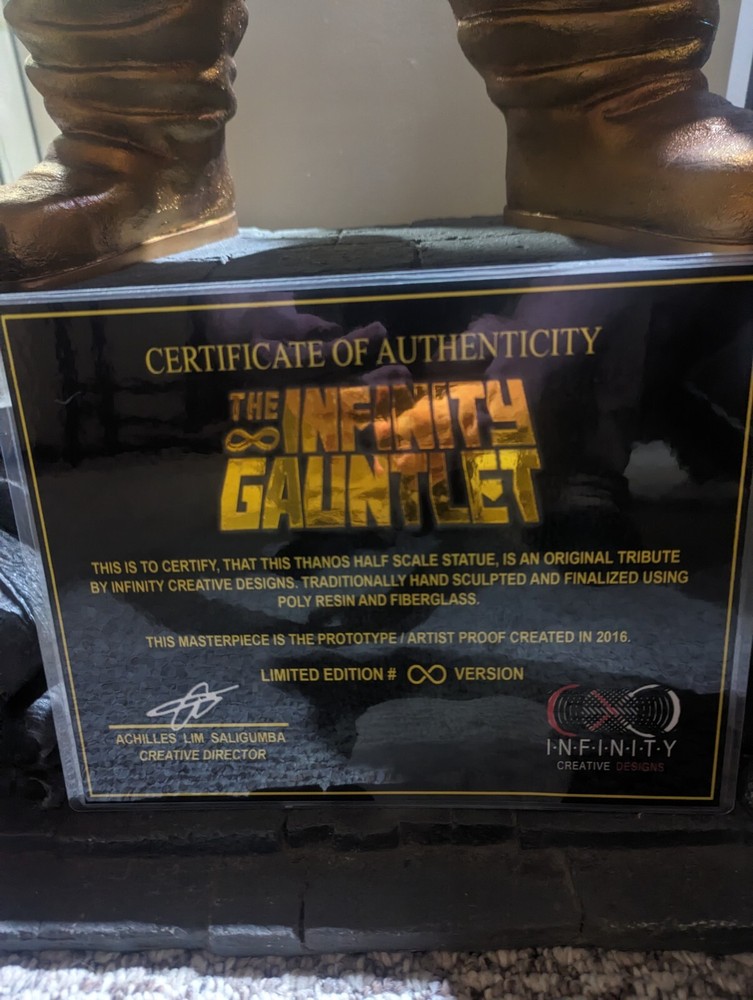 CERTIFICATE OF AUTHENTICITY
THE INFINITY
GAUNTLET
THIS IS TO CERTIFY, THAT THIS THANOS HALF SCALE STATUE, IS AN ORIGINAL TRIBUTE
BY INFINITY CREATIVE DESIGNS. TRADITIONALLY HAND SCULPTED AND FINALIZED USING
POLY RESIN AND FIBERGLASS.
THIS MASTERPIECE IS THE PROTOTYPE / ARTIST PROOF CREATED IN 2016.
LIMITED EDITION # ∞ VERSION
ACHILLES LIM SALIGUMBA
CREATIVE DIRECTOR
I·N·F·I·N·I·T·Y
CREATIVE DESIGNS